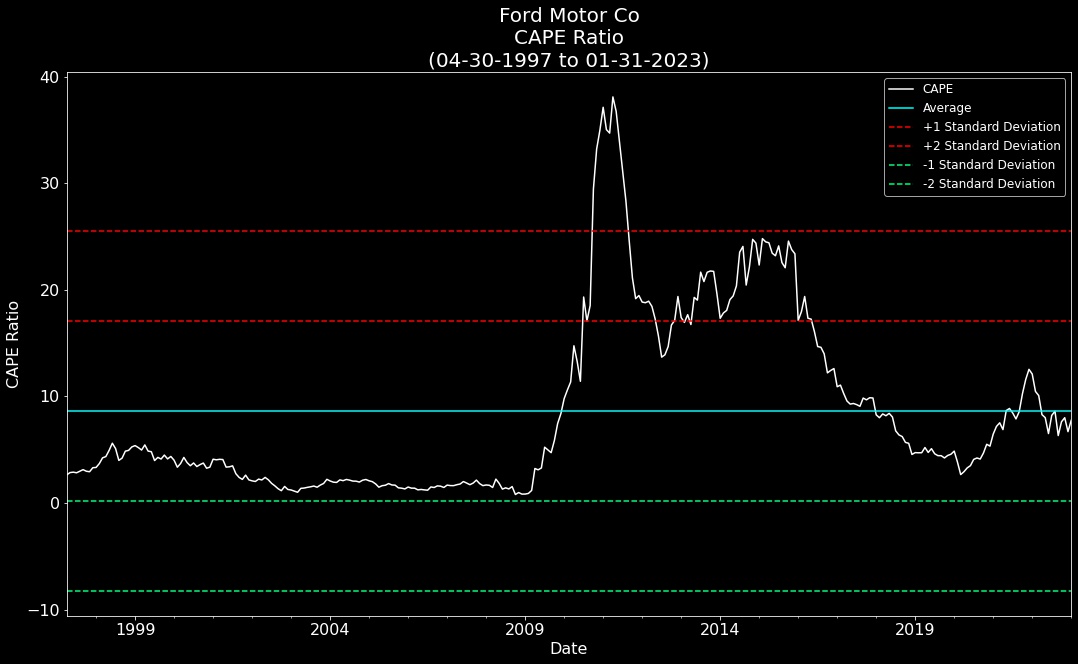 Ford Motor Co
CAPE Ratio
(04-30-1997 to 01-31-2023)
CAPE
Average
+1 Standard Deviation
+2 Standard Deviation
-1 Standard Deviation
-2 Standard Deviation
CAPE Ratio
40
30
20
10
0
−10
1999
2004
2009
2014
2019
Date